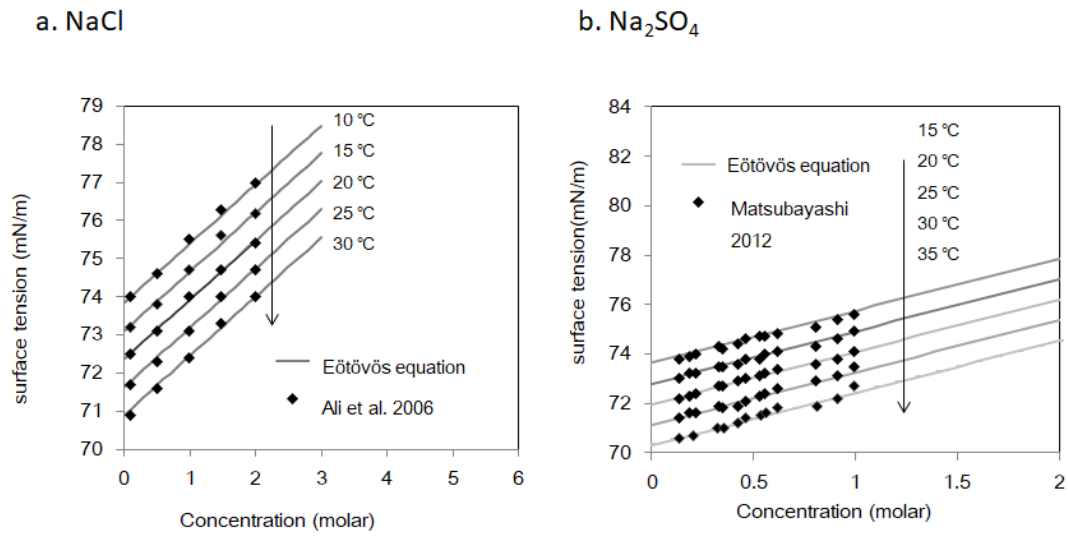 a. NaCl
79
78
77
76
75
74
73
72
71
70
surface tension (mN/m)
10 °C
15 °C
20 °C
25 °C
30 °C
Eötövös equation
Ali et al. 2006
0 1 2 3 4 5 6
Concentration (molar)
b. Na₂SO₄
84
82
80
78
76
74
72
70
surface tension(mN/m)
15 °C
20 °C
25 °C
30 °C
35 °C
Eötövös equation
Matsubayashi
2012
0 0.5 1 1.5 2
Concentration (molar)